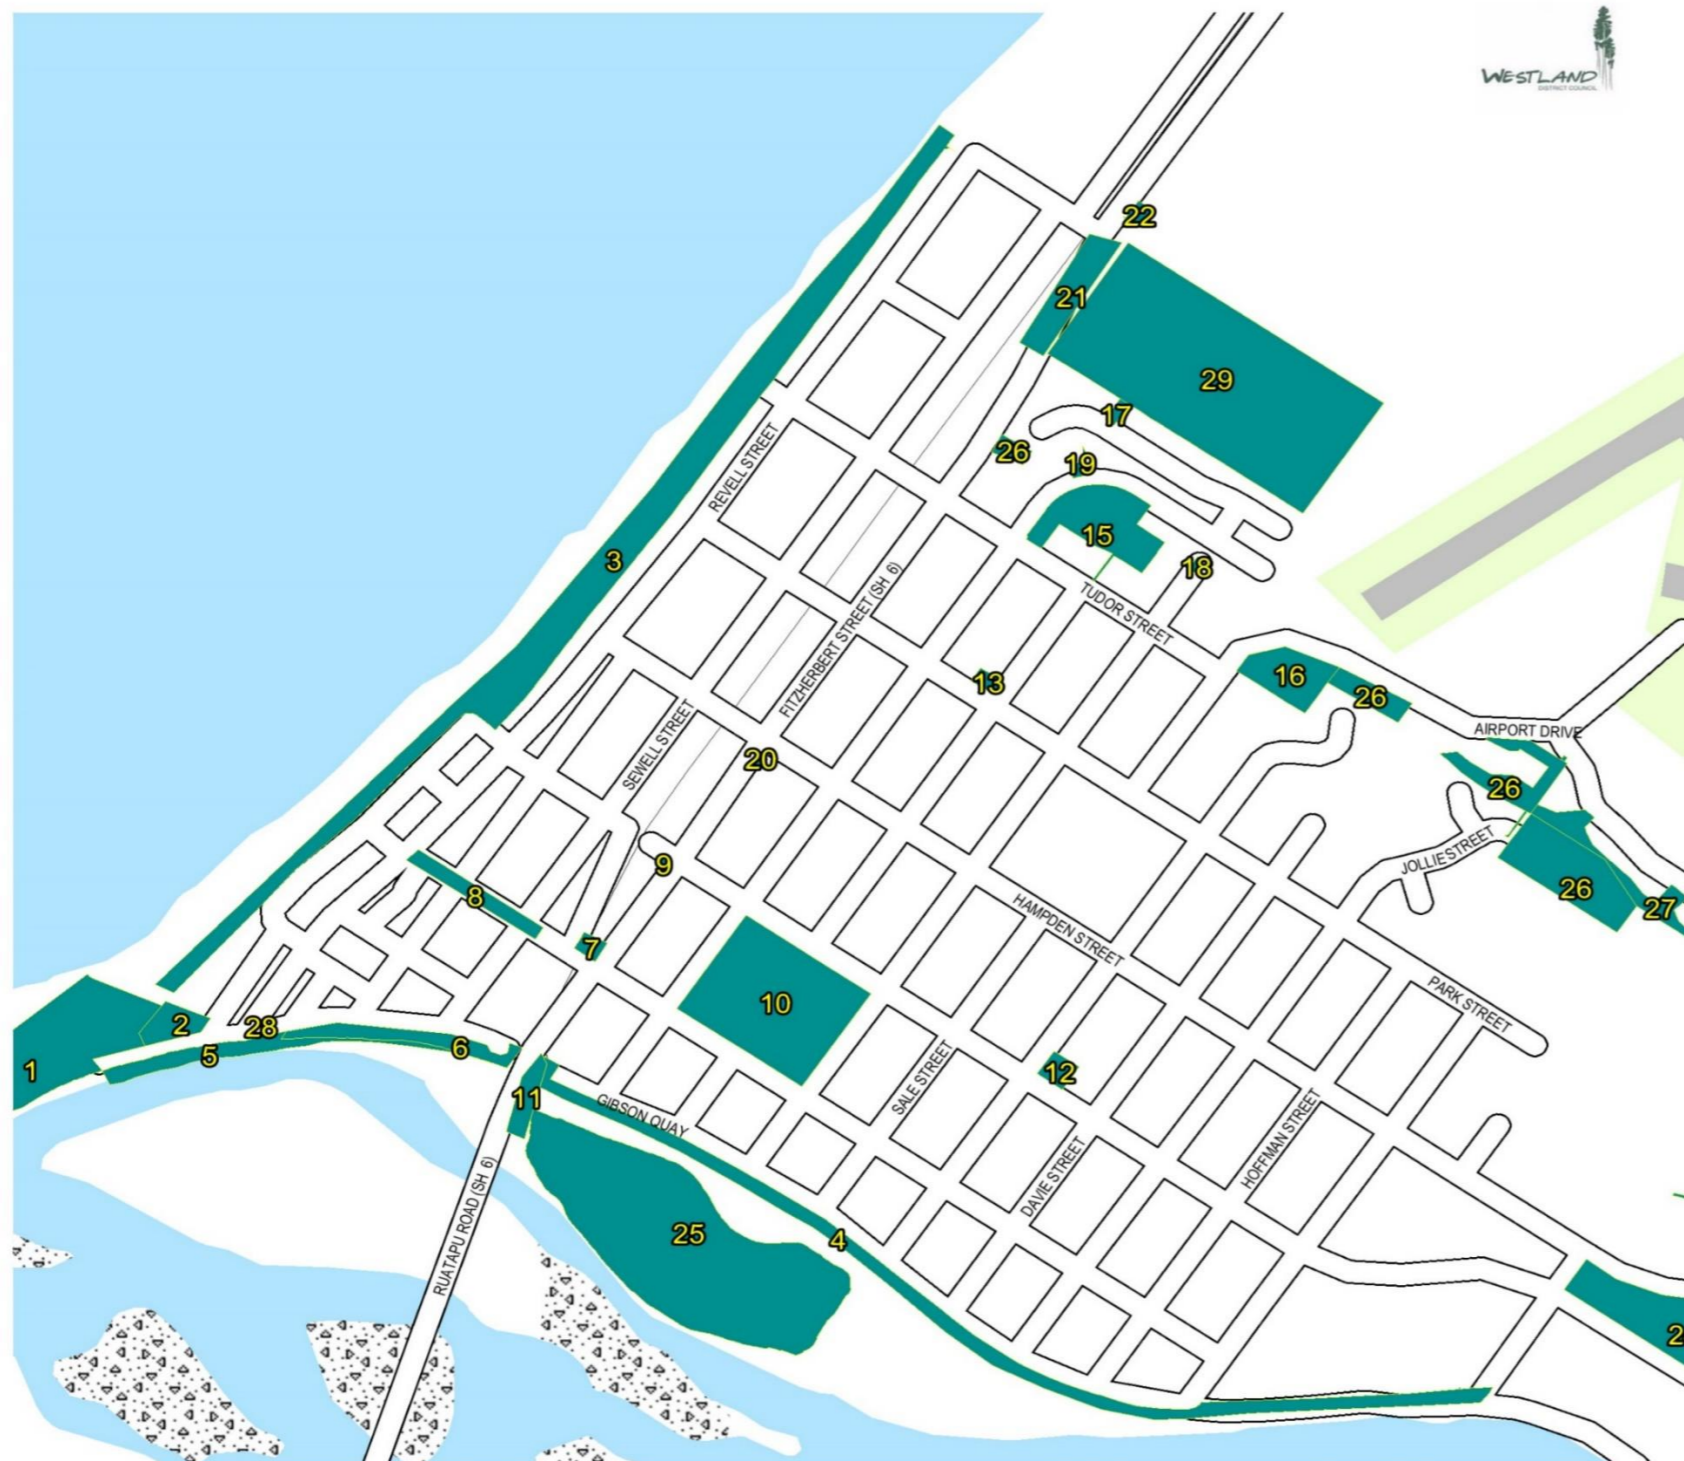 WESTLAND
DISTRICT COUNCIL
22
21
29
17
26
19
REVELL STREET
15
3
18
TUDOR STREET
FITZHERBERT STREET (SH 6)
13
16
26
AIRPORT DRIVE
SEWELL STREET
20
26
JOLLIE STREET
9
8
26
27
HAMPDEN STREET
7
10
PARK STREET
2
28
5
6
1
12
SALE STREET
11
GIBSON QUAY
HOFFMAN STREET
DAVIE STREET
RUATAPU ROAD (SH 6)
25
4
2